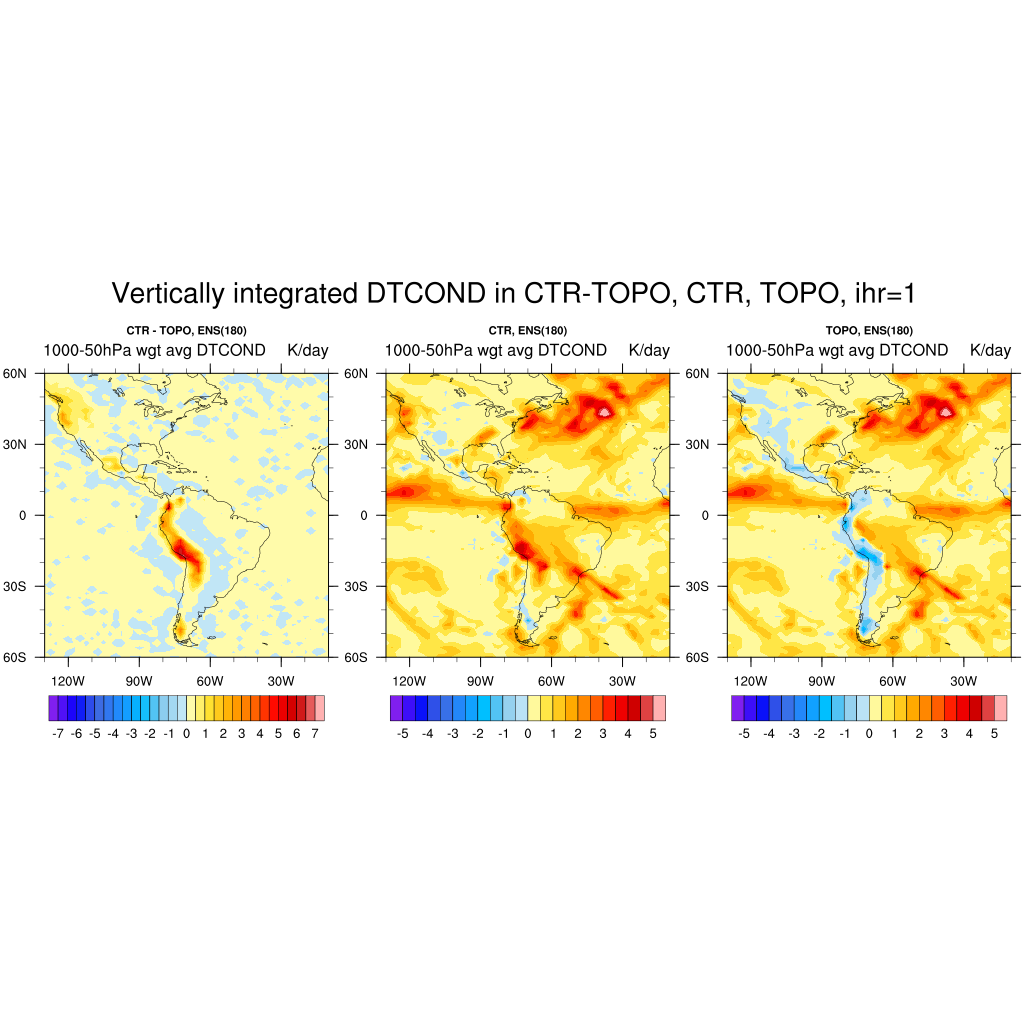 Vertically integrated DTCOND in CTR-TOPO, CTR, TOPO, ihr=1
CTR - TOPO, ENS(180)
1000-50hPa wgt avg DTCOND K/day
60N
30N
0
30S
60S
120W 90W 60W 30W
-7 -6 -5 -4 -3 -2 -1 0 1 2 3 4 5 6 7
CTR, ENS(180)
1000-50hPa wgt avg DTCOND K/day
60N
30N
0
30S
60S
120W 90W 60W 30W
-5 -4 -3 -2 -1 0 1 2 3 4 5
TOPO, ENS(180)
1000-50hPa wgt avg DTCOND K/day
60N
30N
0
30S
60S
120W 90W 60W 30W
-5 -4 -3 -2 -1 0 1 2 3 4 5